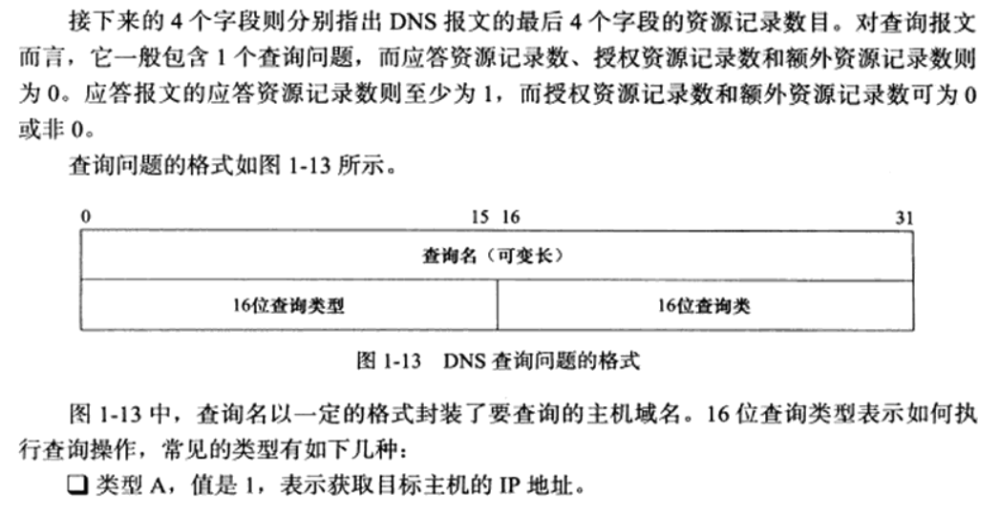 接下来的 4 个字段则分别指出 DNS 报文的最后 4 个字段的资源记录数目。对查询报文
而言，它一般包含 1 个查询问题，而应答资源记录数、授权资源记录数和额外资源记录数则
为 0。应答报文的应答资源记录数则至少为 1，而授权资源记录数和额外资源记录数可为 0
或非 0。
查询问题的格式如图 1-13 所示。
0 15 16 31
查询名（可变长）
16位查询类型 16位查询类
图 1-13 DNS 查询问题的格式
图 1-13 中，查询名以一定的格式封装了要查询的主机域名。16 位查询类型表示如何执
行查询操作，常见的类型有如下几种：
❑ 类型 A，值是 1，表示获取目标主机的 IP 地址。